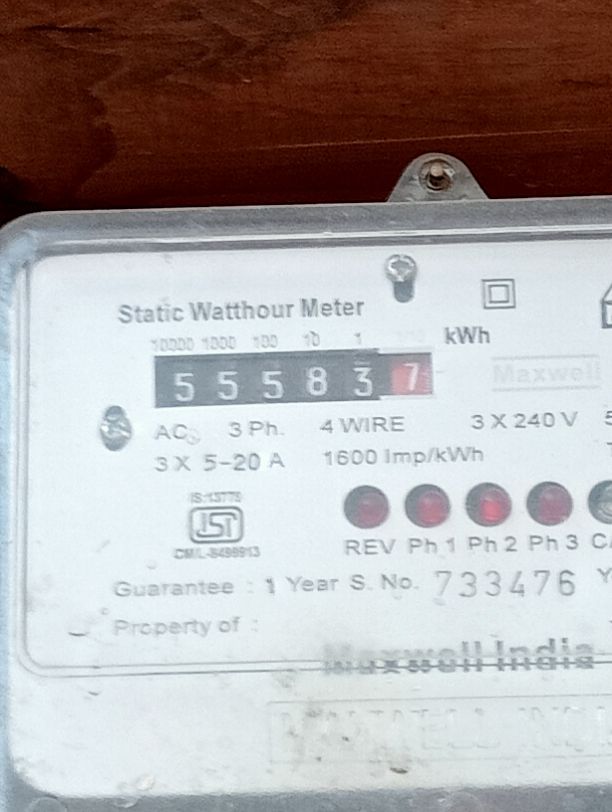 Static Watthour Meter
10000 1000 100 10 1
kWh
5 5 5 8 3 7
Maxwell
AC 3 Ph. 4 WIRE 3 X 240 V
3 X 5-20 A 1600 Imp/kWh
IS:13779
ISI
REV Ph 1 Ph 2 Ph 3
Guarantee : 1 Year S. No. 733476
Property of :
Maxwell India